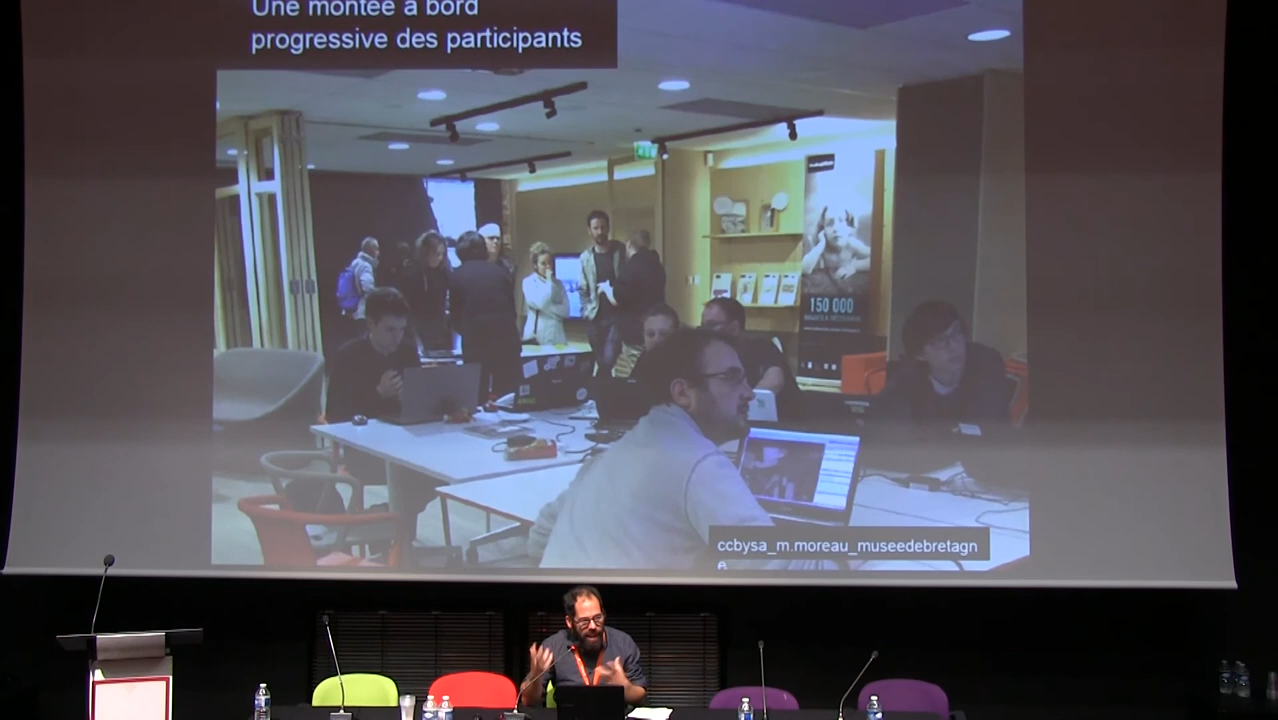 Une montée à bord
progressive des participants
150 000
ccbysa_m.moreau_museedebretagn
e